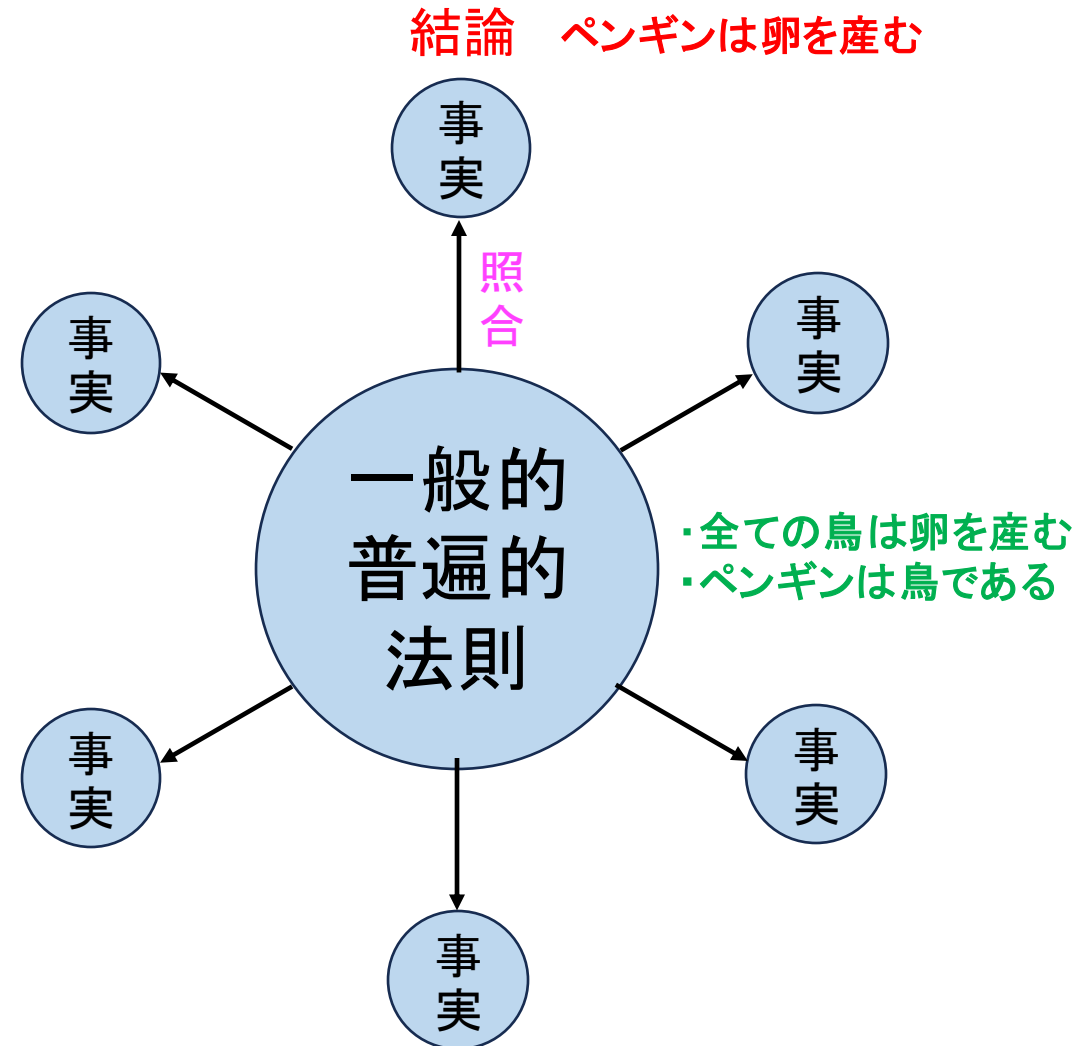 結論　ペンギンは卵を産む
事実
照合
事実
事実
一般的
普遍的
法則
・全ての鳥は卵を産む
・ペンギンは鳥である
事実
事実
事実